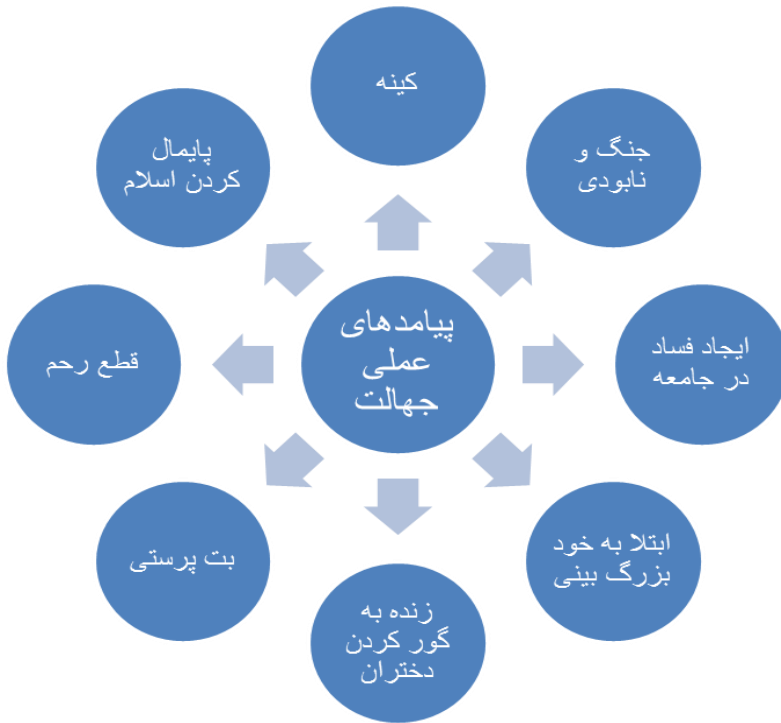 پیامدهای
عملی
جهالت
کینه
جنگ و
نابودی
ایجاد فساد
در جامعه
ابتلا به خود
بزرگ بینی
زنده به
گور کردن
دختران
بت پرستی
قطع رحم
پایمال
کردن اسلام